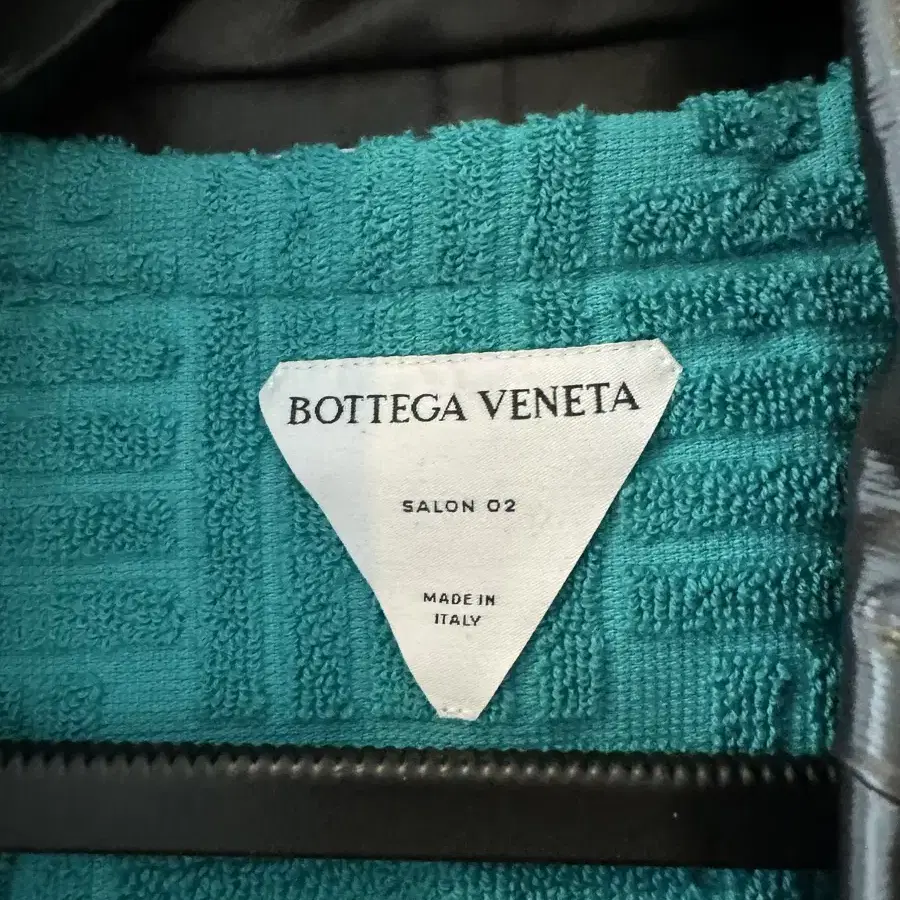 BOTTEGA VENETA
SALON 02
MADE IN
ITALY